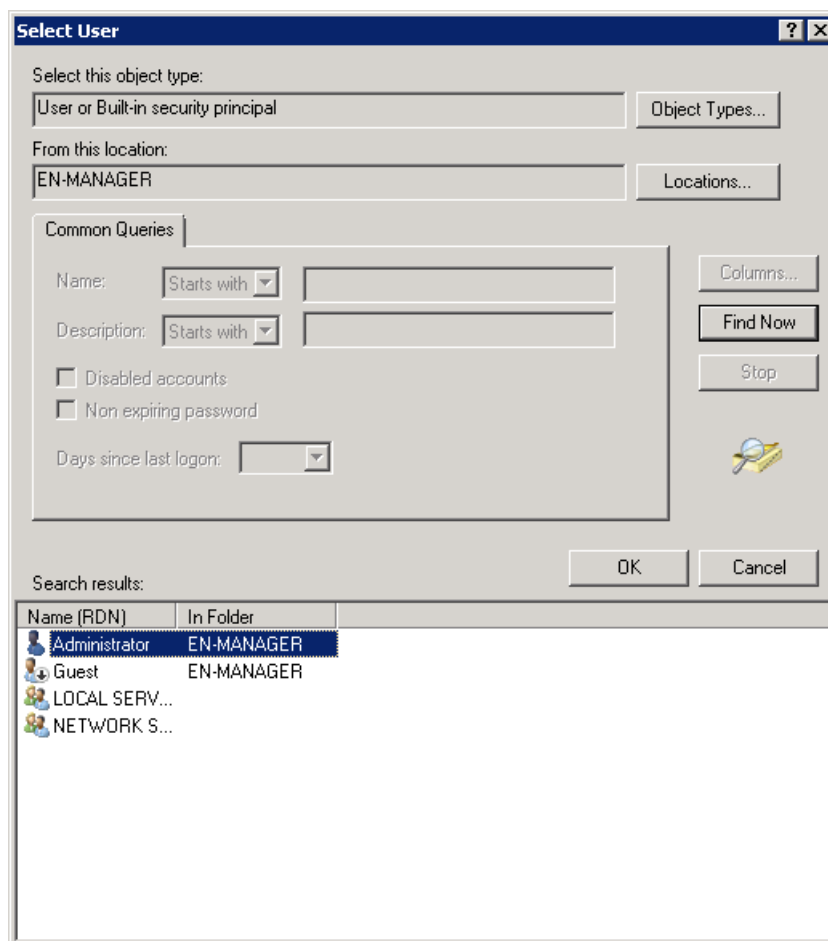 Select User
Select this object type:
User or Built-in security principal
Object Types...
From this location:
EN-MANAGER
Locations...
Common Queries
Name:
Starts with
Columns...
Description:
Starts with
Find Now
Disabled accounts
Stop
Non expiring password
Days since last logon:
OK
Cancel
Search results:
Name (RDN) In Folder
Administrator EN-MANAGER
Guest EN-MANAGER
LOCAL SERV...
NETWORK S...